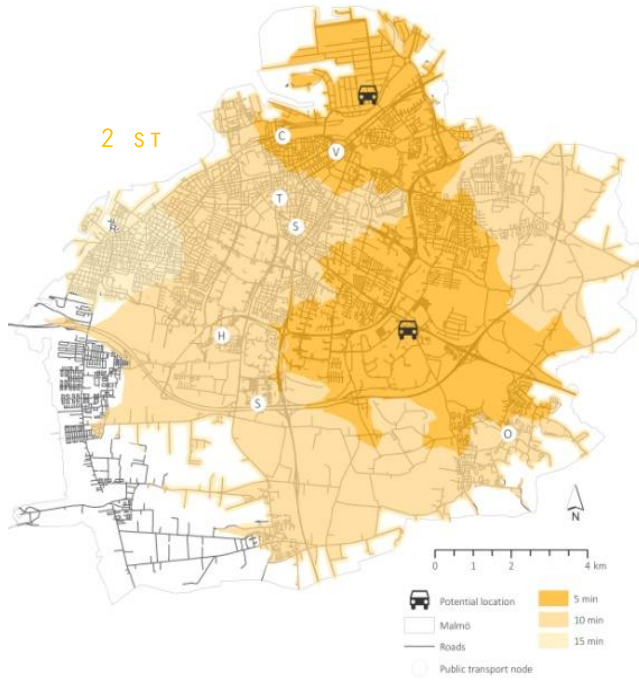 2 ST
C
V
T
S
H
S
O
N
0 1 2 4 km
Potential location
Malmö
Roads
Public transport node
5 min
10 min
15 min